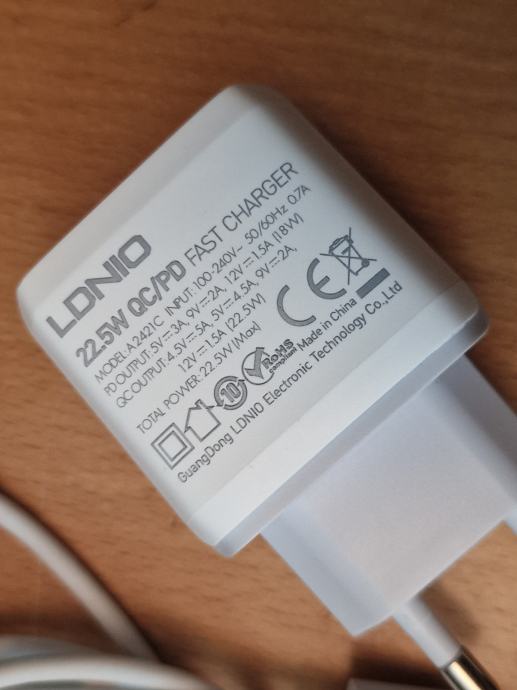 LDNIO
22.5W QC/PD FAST CHARGER
MODEL: A2421C INPUT: 100-240V~ 50/60Hz 0.7A
PD OUTPUT: 5V⎓3A, 9V⎓2A, 12V⎓1.5A (18W)
QC OUTPUT: 4.5V⎓5A, 5V⎓4.5A, 9V⎓2A,
12V⎓1.5A (22.5W)
TOTAL POWER: 22.5W (Max)
CE
10
RoHS
compliant
Made in China
GuangDong LDNIO Electronic Technology Co.,Ltd